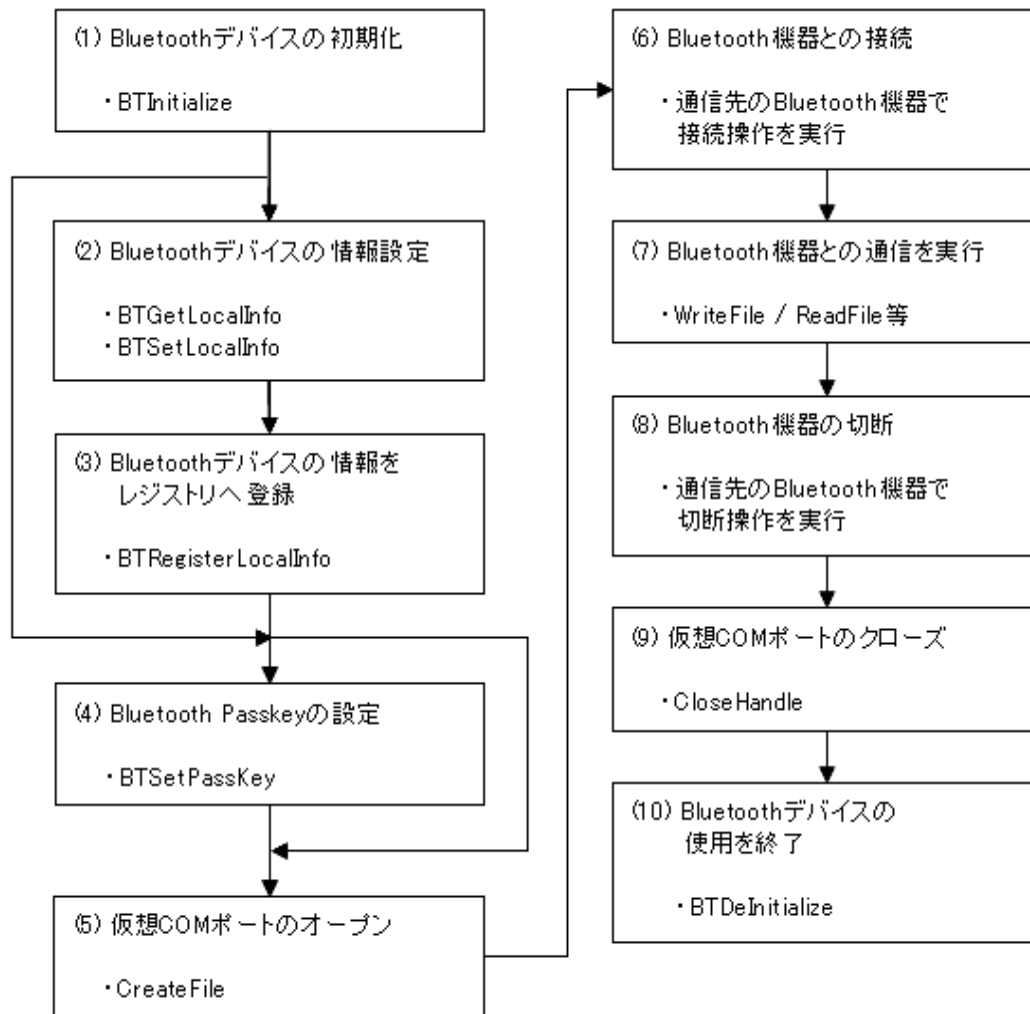 (1) Bluetoothデバイスの初期化
・BTInitialize
(2) Bluetoothデバイスの情報設定
・BTGetLocalInfo
・BTSetLocalInfo
(3) Bluetoothデバイスの情報を
レジストリへ登録
・BTRegisterLocalInfo
(4) Bluetooth Passkeyの設定
・BTSetPassKey
(5) 仮想COMポートのオープン
・CreateFile
(6) Bluetooth機器との接続
・通信先のBluetooth機器で
接続操作を実行
(7) Bluetooth機器との通信を実行
・WriteFile / ReadFile等
(8) Bluetooth機器の切断
・通信先のBluetooth機器で
切断操作を実行
(9) 仮想COMポートのクローズ
・CloseHandle
(10) Bluetoothデバイスの
使用を終了
・BTDeInitialize